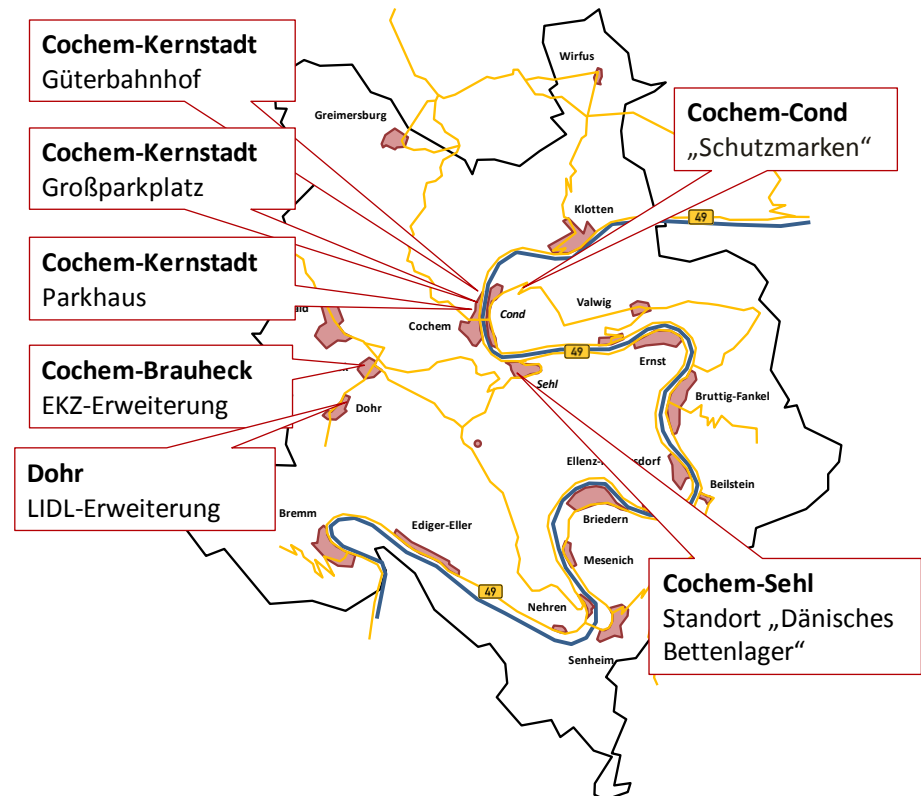 Cochem-Kernstadt
Güterbahnhof
Cochem-Kernstadt
Großparkplatz
Cochem-Kernstadt
Parkhaus
Cochem-Brauheck
EKZ-Erweiterung
Dohr
LIDL-Erweiterung
Cochem-Cond
„Schutzmarken“
Cochem-Sehl
Standort „Dänisches
Bettenlager“
Wirfus
Greimersburg
Klotten
49
Valwig
Cond
Cochem
49
Ernst
Sehl
Bruttig-Fankel
Dohr
Beilstein
Bremm
Ediger-Eller
Briedern
Mesenich
49
Nehren
Senheim